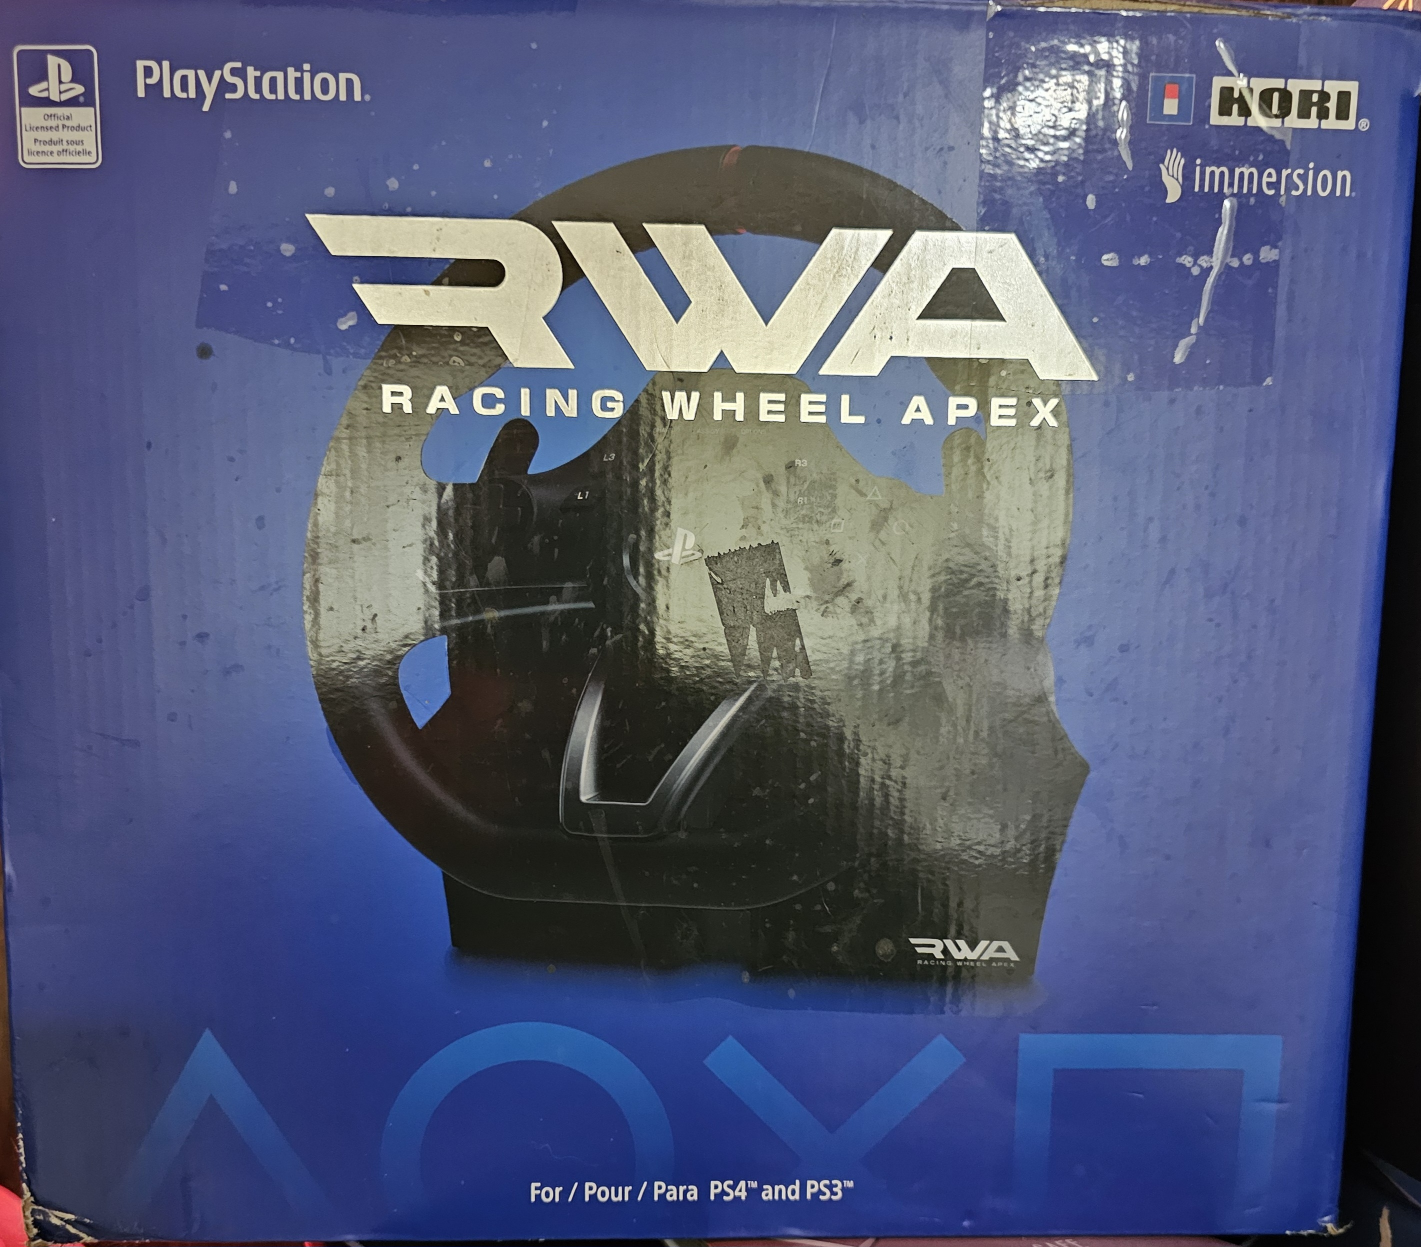 PlayStation®
Official
Licensed Product
Produit sous
licence officielle
HORI®
immersion
RWA
RACING WHEEL APEX
L3
L1
R3
R1
RWA
RACING WHEEL APEX
For / Pour / Para PS4™ and PS3™